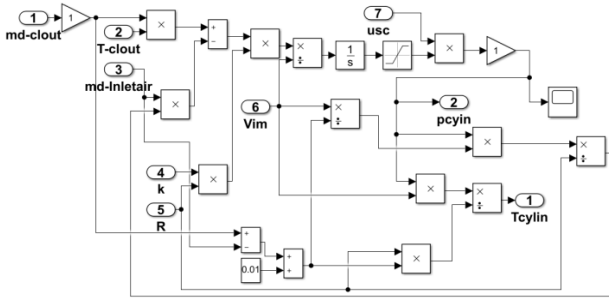 1
md-clout
1
2
T-clout
3
md-Inletair
4
k
5
R
6
Vim
7
usc
1
s
1
2
pcyin
1
Tcylin
0.01
× + −
× ÷